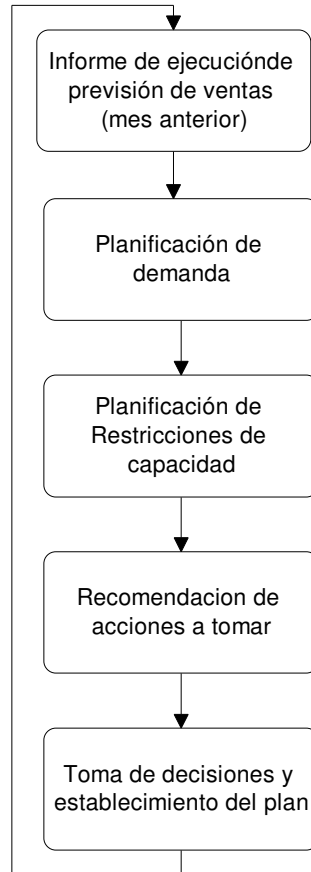 Informe de ejecuciónde
previsión de ventas
(mes anterior)
Planificación de
demanda
Planificación de
Restricciones de
capacidad
Recomendacion de
acciones a tomar
Toma de decisiones y
establecimiento del plan